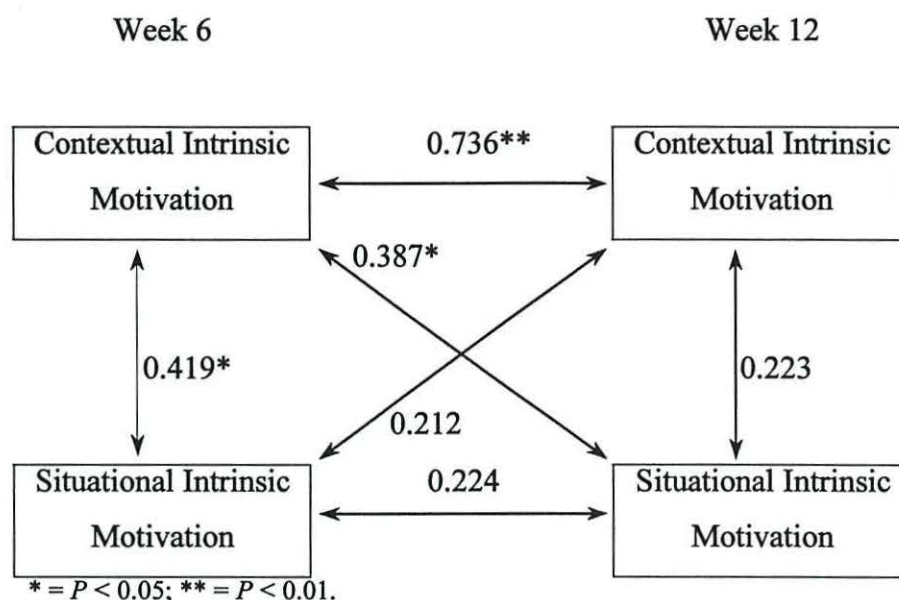 Week 6 Week 12
Contextual Intrinsic
Motivation
0.736**
Contextual Intrinsic
Motivation
0.387*
0.419*
0.223
0.212
Situational Intrinsic
Motivation
0.224
Situational Intrinsic
Motivation
* = P < 0.05; ** = P < 0.01.